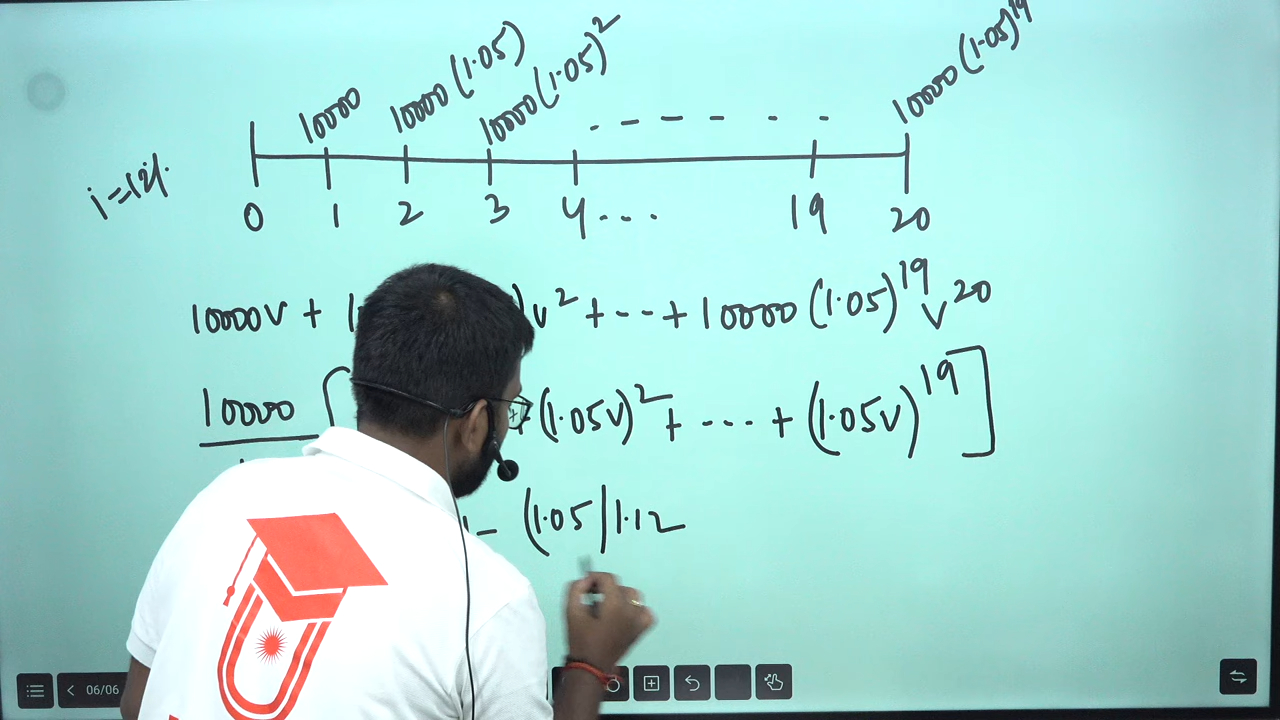 10000 10000(1.05) 10000(1.05)² - - - - - - 10000(1.05)¹⁹
i=12%
0 1 2 3 4... 19 20
10000v + 1 )v² + --- + 10000(1.05)¹⁹v²⁰
10000 [ + (1.05v)² + --- + (1.05v)¹⁹]
1- (1.05/1.12
06/06